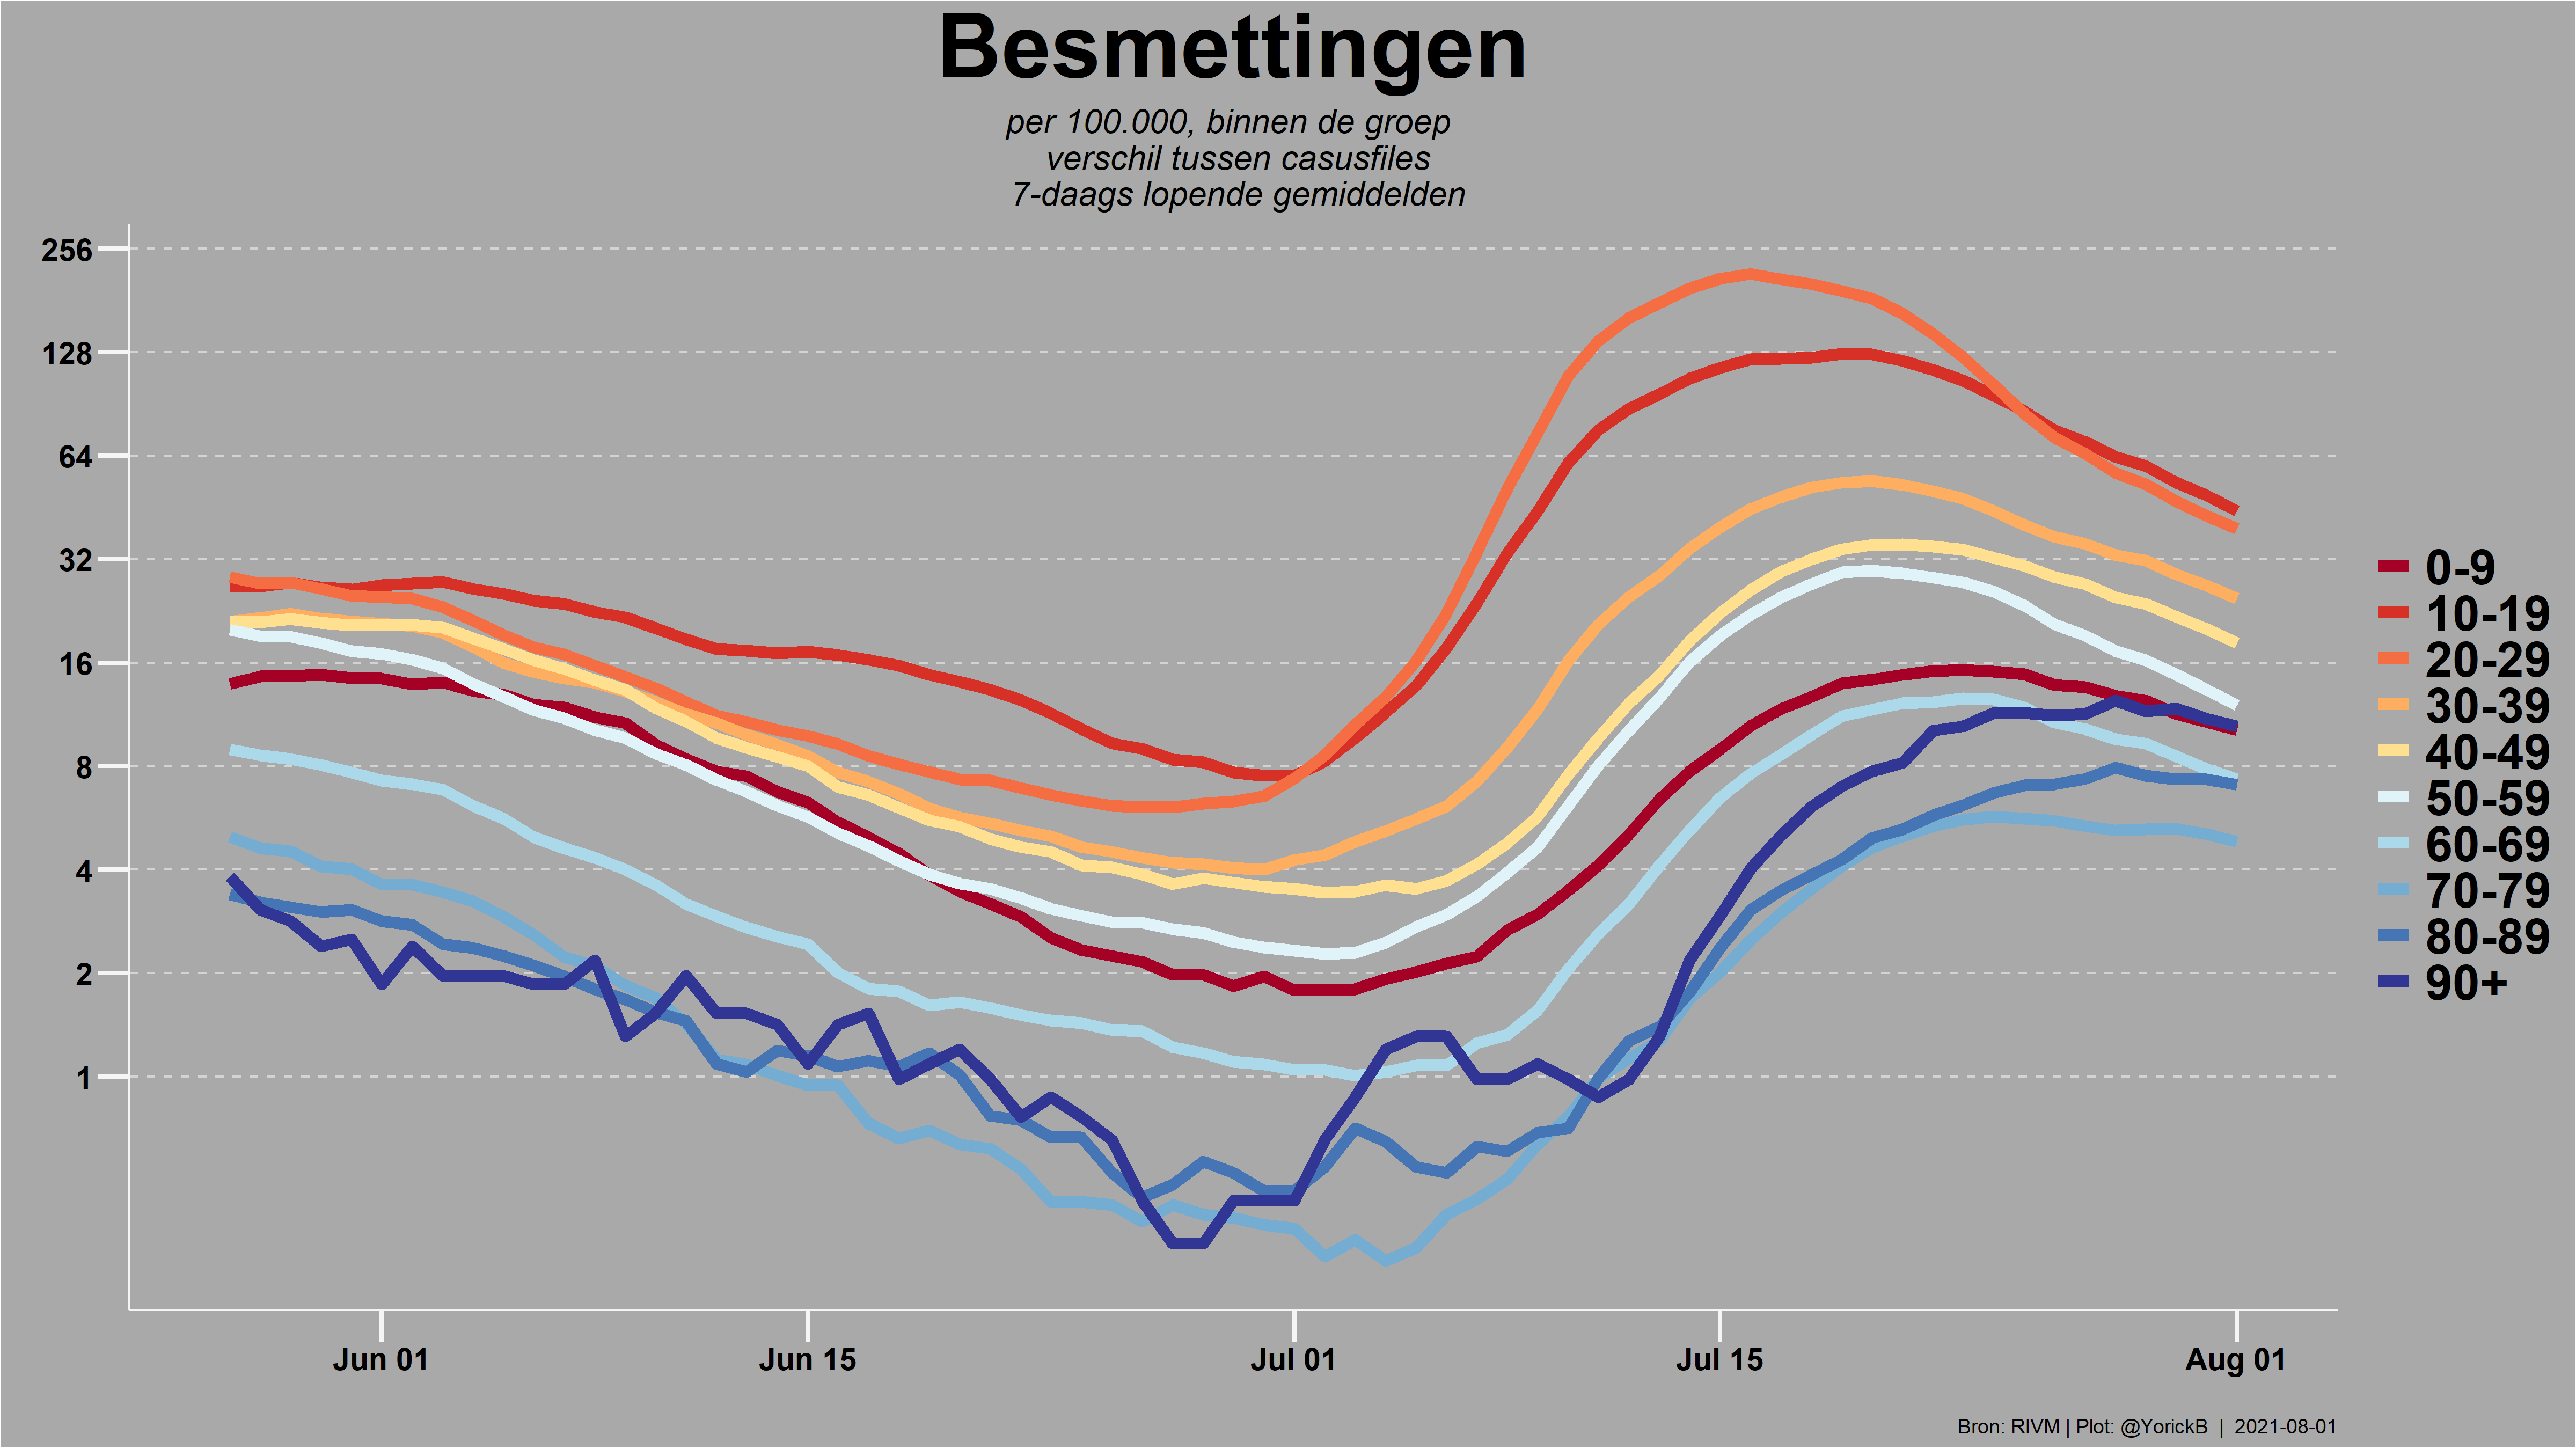 Besmettingen
per 100.000, binnen de groep
verschil tussen casusfiles
7-daags lopende gemiddelden
256
128
64
32
16
8
4
2
1
0-9
10-19
20-29
30-39
40-49
50-59
60-69
70-79
80-89
90+
Jun 01
Jun 15
Jul 01
Jul 15
Aug 01
Bron: RIVM | Plot: @YorickB | 2021-08-01